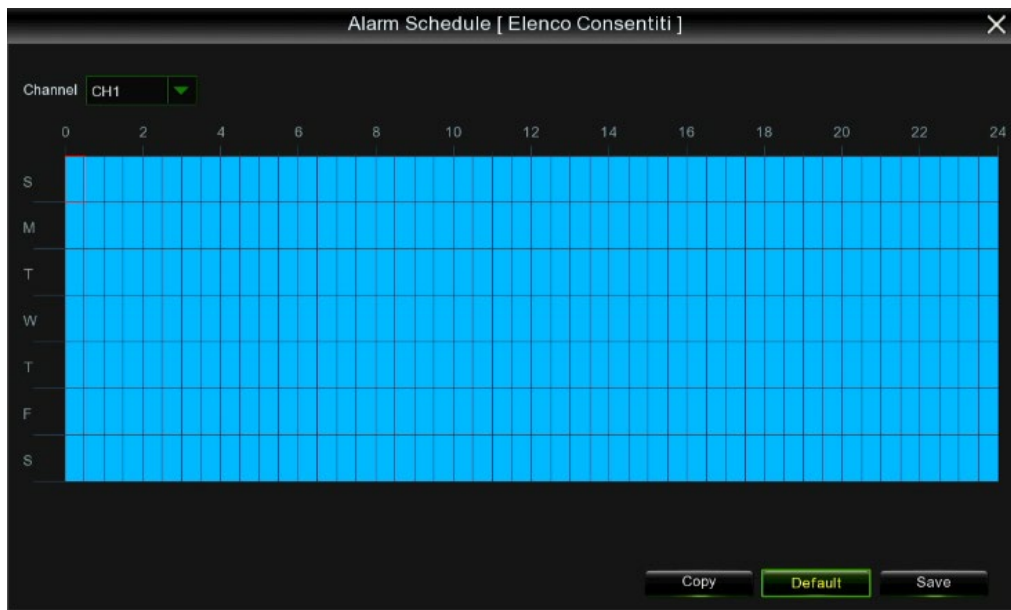 Alarm Schedule [ Elenco Consentiti ]
Channel CH1
0 2 4 6 8 10 12 14 16 18 20 22 24
S
M
T
W
T
F
S
Copy Default Save